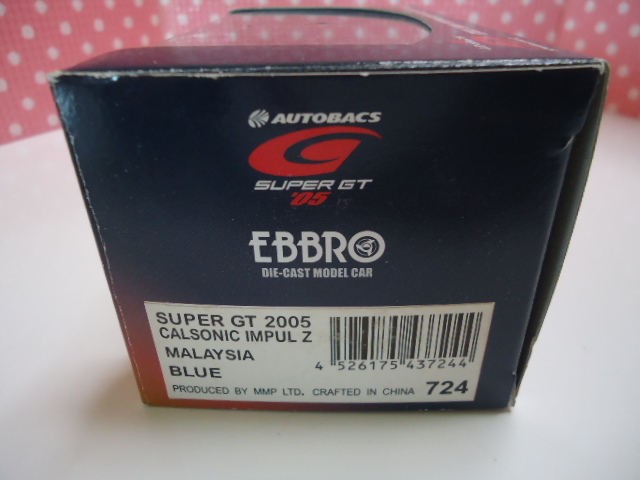 AUTOBACS
SUPER GT
'05
EBBRO
DIE-CAST MODEL CAR
SUPER GT 2005
CALSONIC IMPUL Z
MALAYSIA
BLUE
4 526175 437244
PRODUCED BY MMP LTD. CRAFTED IN CHINA 724